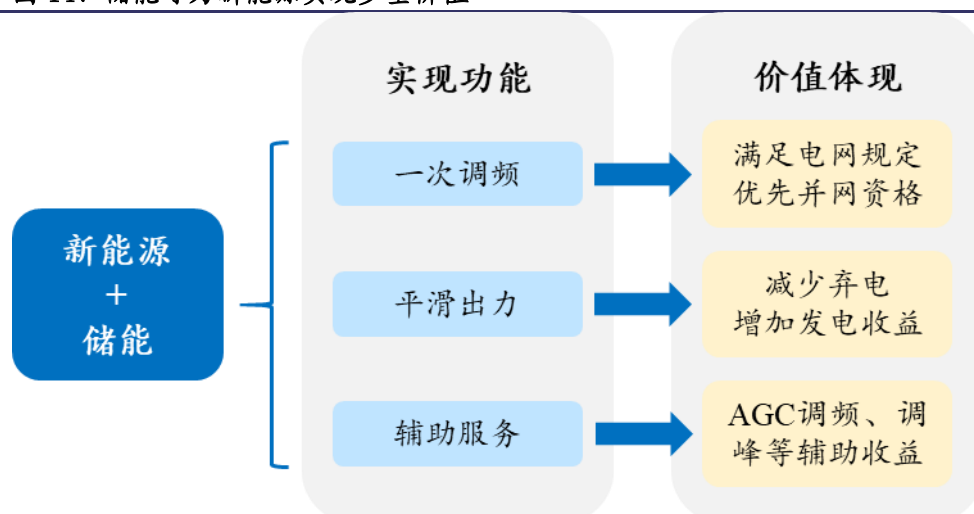 实现功能
价值体现
新能源
+
储能
一次调频
满足电网规定
优先并网资格
平滑出力
减少弃电
增加发电收益
辅助服务
AGC调频、调
峰等辅助收益